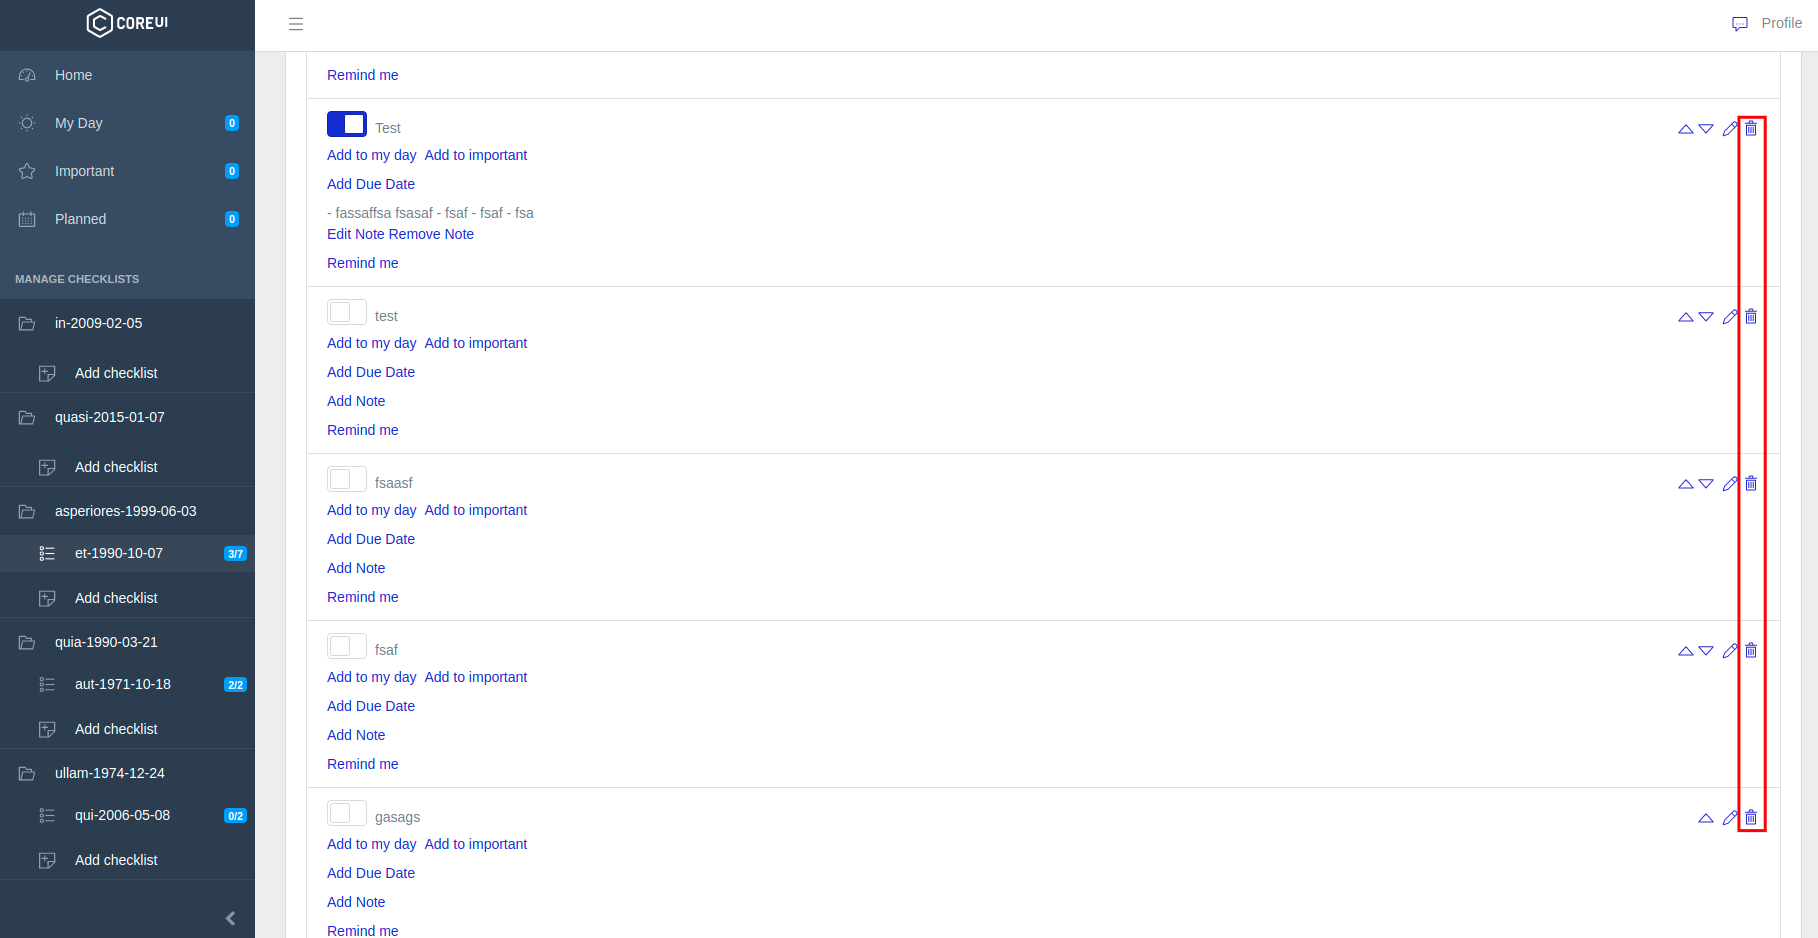 COREUI
Profile
Home
My Day 0
Important 0
Planned 0
MANAGE CHECKLISTS
in-2009-02-05
Add checklist
quasi-2015-01-07
Add checklist
asperiores-1999-06-03
et-1990-10-07 3/7
Add checklist
quia-1990-03-21
aut-1971-10-18 2/2
Add checklist
ullam-1974-12-24
qui-2006-05-08 0/2
Add checklist
Remind me
Test
Add to my day Add to important
Add Due Date
- fassaffsa fsasaf - fsaf - fsaf - fsa
Edit Note Remove Note
Remind me
test
Add to my day Add to important
Add Due Date
Add Note
Remind me
fsaasf
Add to my day Add to important
Add Due Date
Add Note
Remind me
fsaf
Add to my day Add to important
Add Due Date
Add Note
Remind me
gasags
Add to my day Add to important
Add Due Date
Add Note
Remind me